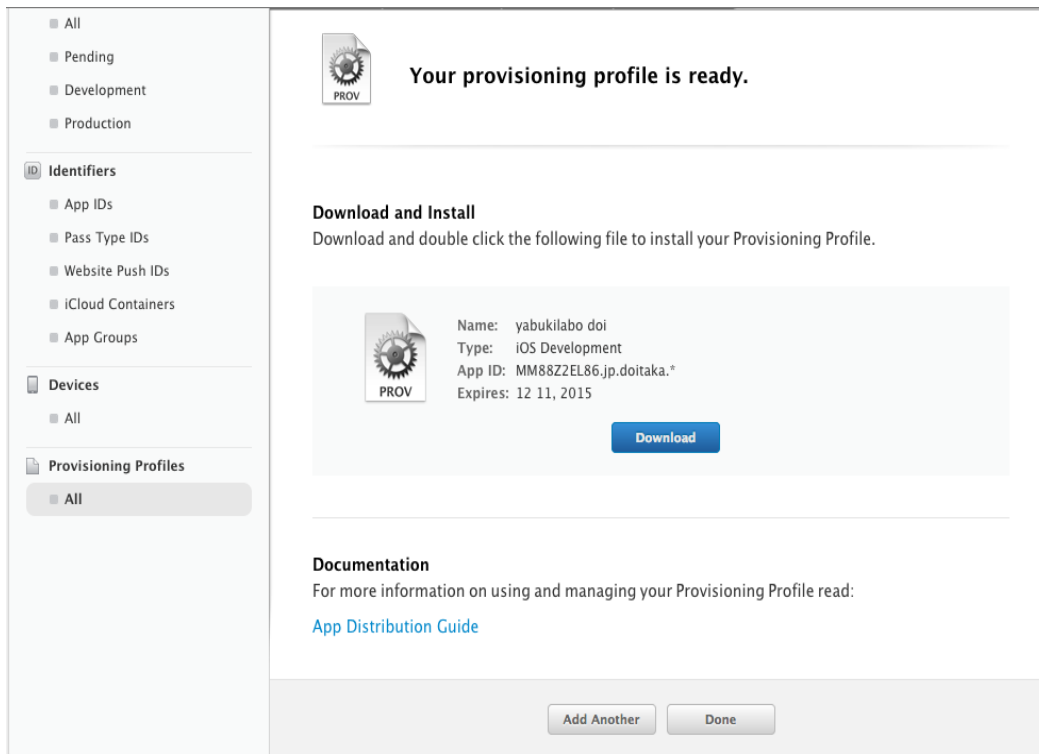 All
Pending
Development
Production
ID Identifiers
App IDs
Pass Type IDs
Website Push IDs
iCloud Containers
App Groups
Devices
All
Provisioning Profiles
All
PROV
Your provisioning profile is ready.
Download and Install
Download and double click the following file to install your Provisioning Profile.
PROV
Name: yabukilabo doi
Type: iOS Development
App ID: MM88Z2EL86.jp.doitaka.*
Expires: 12 11, 2015
Download
Documentation
For more information on using and managing your Provisioning Profile read:
App Distribution Guide
Add Another
Done